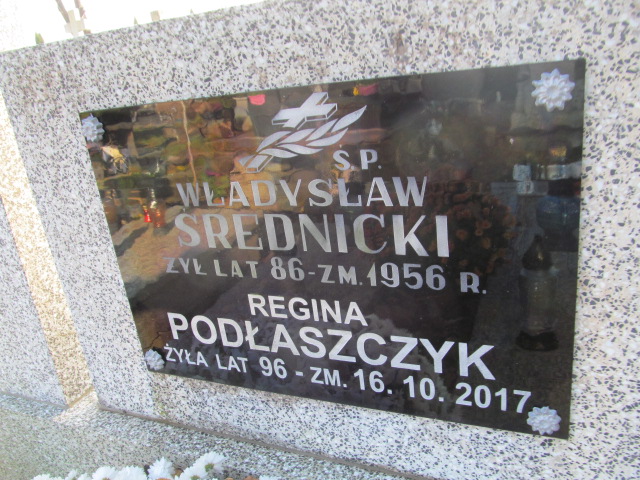 Ś.P.
WŁADYSŁAW
ŚREDNICKI
ŻYŁ LAT 86-ZM. 1956 R.
REGINA
PODŁASZCZYK
ŻYŁA LAT 96 - ZM. 16. 10. 2017